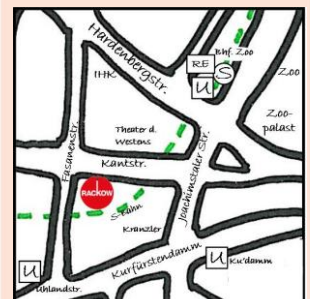 Hardenbergstr.
Bhf. Zoo
RE
S
U
IHK
Zoo
Zoo-
palast
Theater d.
Westens
Fasanenstr.
Kantstr.
Joachimstaler Str.
RACKOW
S-Bahn
Kranzler
Kurfürstendamm
U
Uhlandstr.
U
Ku'damm